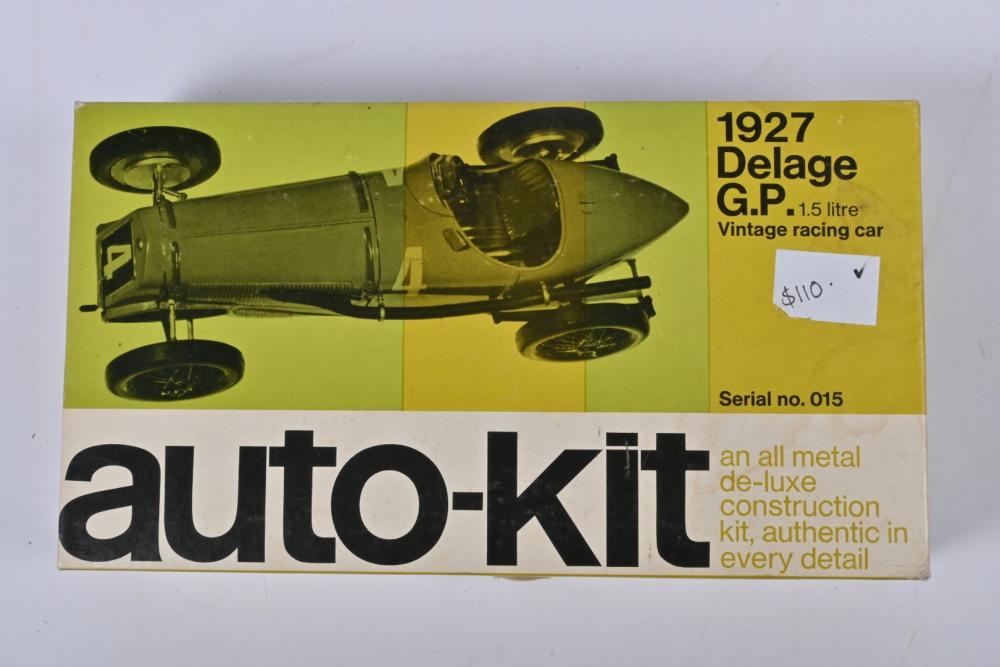 1927
Delage
G.P. 1.5 litre
Vintage racing car
$110.
4
4
Serial no. 015
auto-kit
an all metal
de-luxe
construction
kit, authentic in
every detail